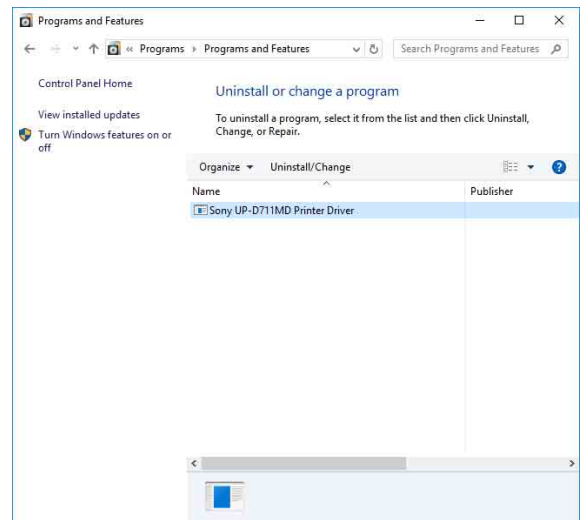 Programs and Features
« Programs › Programs and Features
Search Programs and Features
Control Panel Home
View installed updates
Turn Windows features on or
off
Uninstall or change a program
To uninstall a program, select it from the list and then click Uninstall,
Change, or Repair.
Organize Uninstall/Change
Name Publisher
Sony UP-D711MD Printer Driver